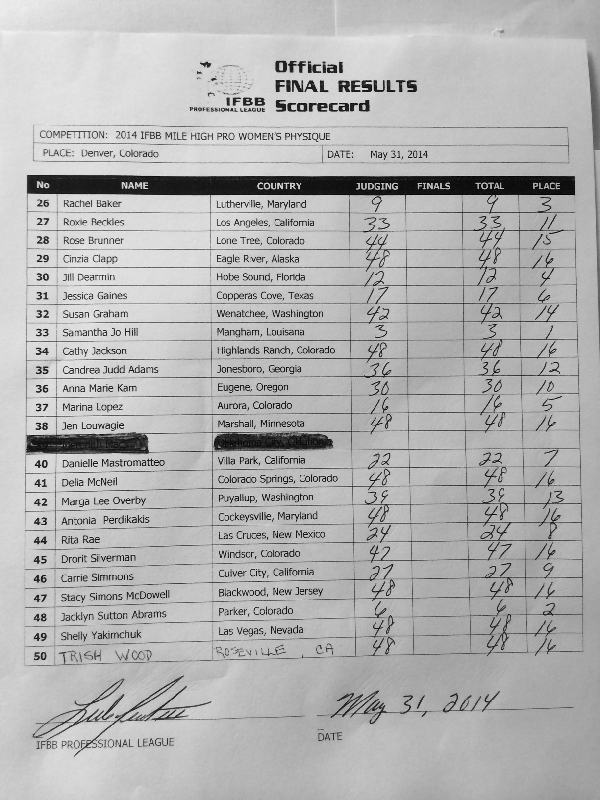 Official
FINAL RESULTS
Scorecard
IFBB
PROFESSIONAL LEAGUE
COMPETITION: 2014 IFBB MILE HIGH PRO WOMEN'S PHYSIQUE
PLACE: Denver, Colorado DATE: May 31, 2014
No NAME COUNTRY JUDGING FINALS TOTAL PLACE
26 Rachel Baker Lutherville, Maryland 9 9 3
27 Roxie Beckles Los Angeles, California 33 33 11
28 Rose Brunner Lone Tree, Colorado 44 44 15
29 Cinzia Clapp Eagle River, Alaska 48 48 16
30 Jill Dearmin Hobe Sound, Florida 12 12 4
31 Jessica Gaines Copperas Cove, Texas 17 17 6
32 Susan Graham Wenatchee, Washington 42 42 14
33 Samantha Jo Hill Mangham, Louisana 3 3 1
34 Cathy Jackson Highlands Ranch, Colorado 48 48 16
35 Candrea Judd Adams Jonesboro, Georgia 36 36 12
36 Anna Marie Kam Eugene, Oregon 30 30 10
37 Marina Lopez Aurora, Colorado 16 16 5
38 Jen Louwagie Marshall, Minnesota 48 48 16
40 Danielle Mastromatteo Villa Park, California 22 22 7
41 Delia McNeil Colorado Springs, Colorado 48 48 16
42 Marga Lee Overby Puyallup, Washington 39 39 13
43 Antonia Perdikakis Cockeysville, Maryland 48 48 16
44 Rita Rae Las Cruces, New Mexico 24 24 8
45 Drorit Silverman Windsor, Colorado 47 47 16
46 Carrie Simmons Culver City, California 27 27 9
47 Stacy Simons McDowell Blackwood, New Jersey 48 48 16
48 Jacklyn Sutton Abrams Parker, Colorado 6 6 2
49 Shelly Yakimchuk Las Vegas, Nevada 48 48 16
50 TRISH WOOD ROSEVILLE, CA 48 48 16
May 31, 2014
IFBB PROFESSIONAL LEAGUE DATE